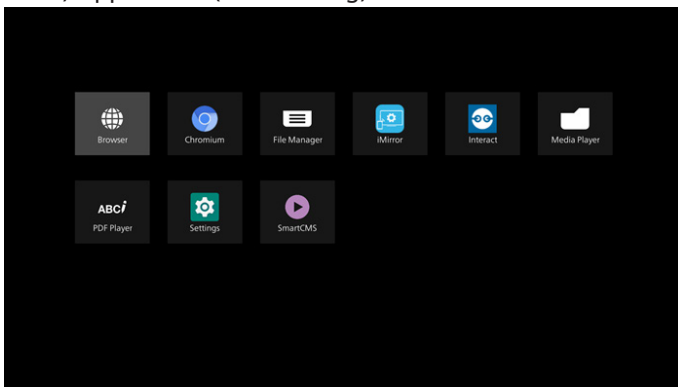 Browser
Chromium
File Manager
iMirror
Interact
Media Player
ABCi
PDF Player
Settings
SmartCMS